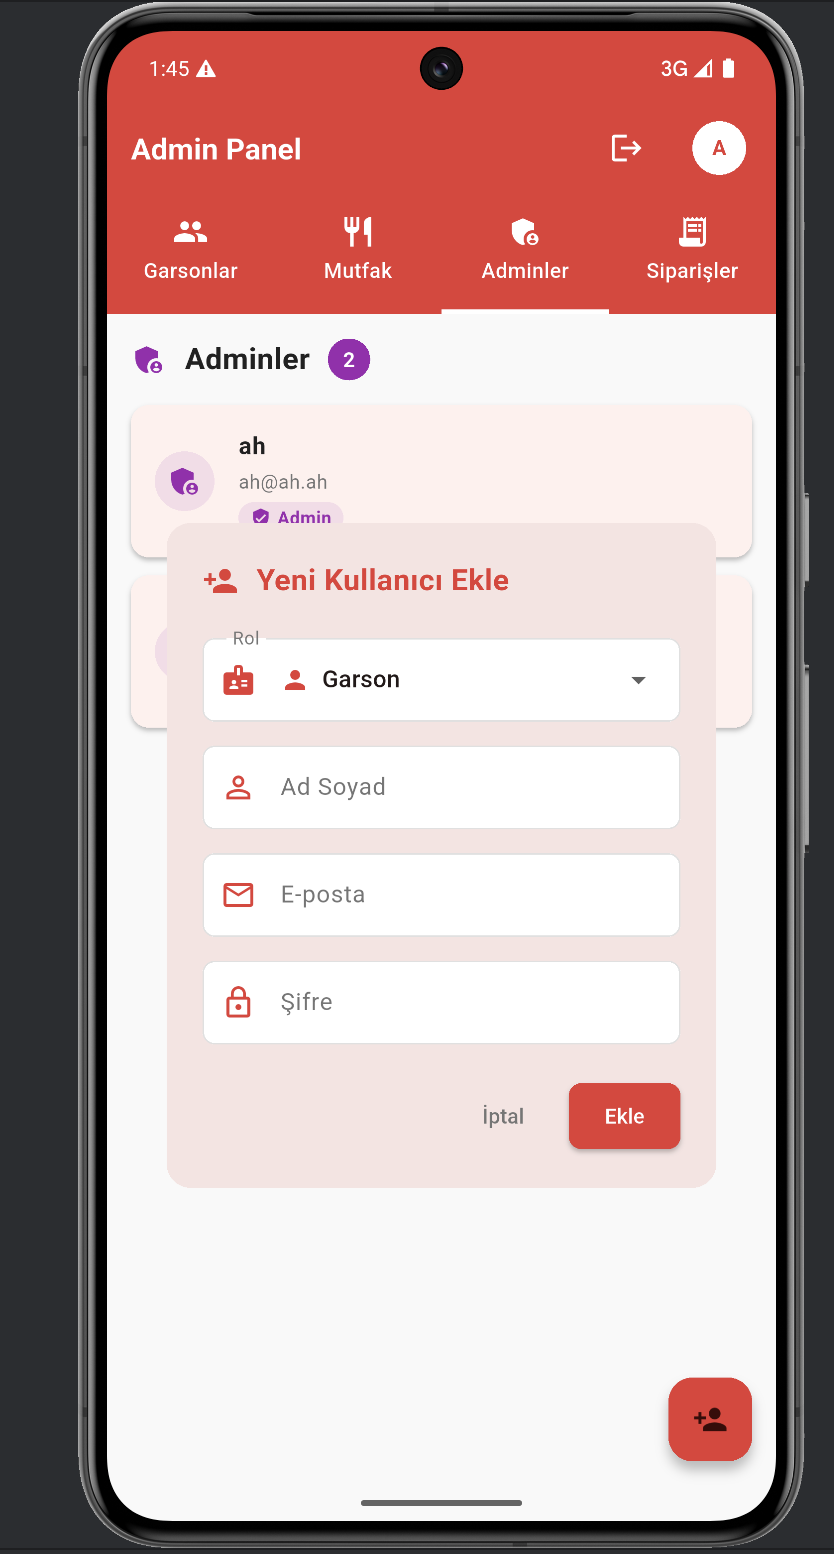 1:45
3G
Admin Panel
A
Garsonlar
Mutfak
Adminler
Siparişler
Adminler
2
ah
ah@ah.ah
Admin
Yeni Kullanıcı Ekle
Rol
Garson
Ad Soyad
E-posta
Şifre
İptal
Ekle